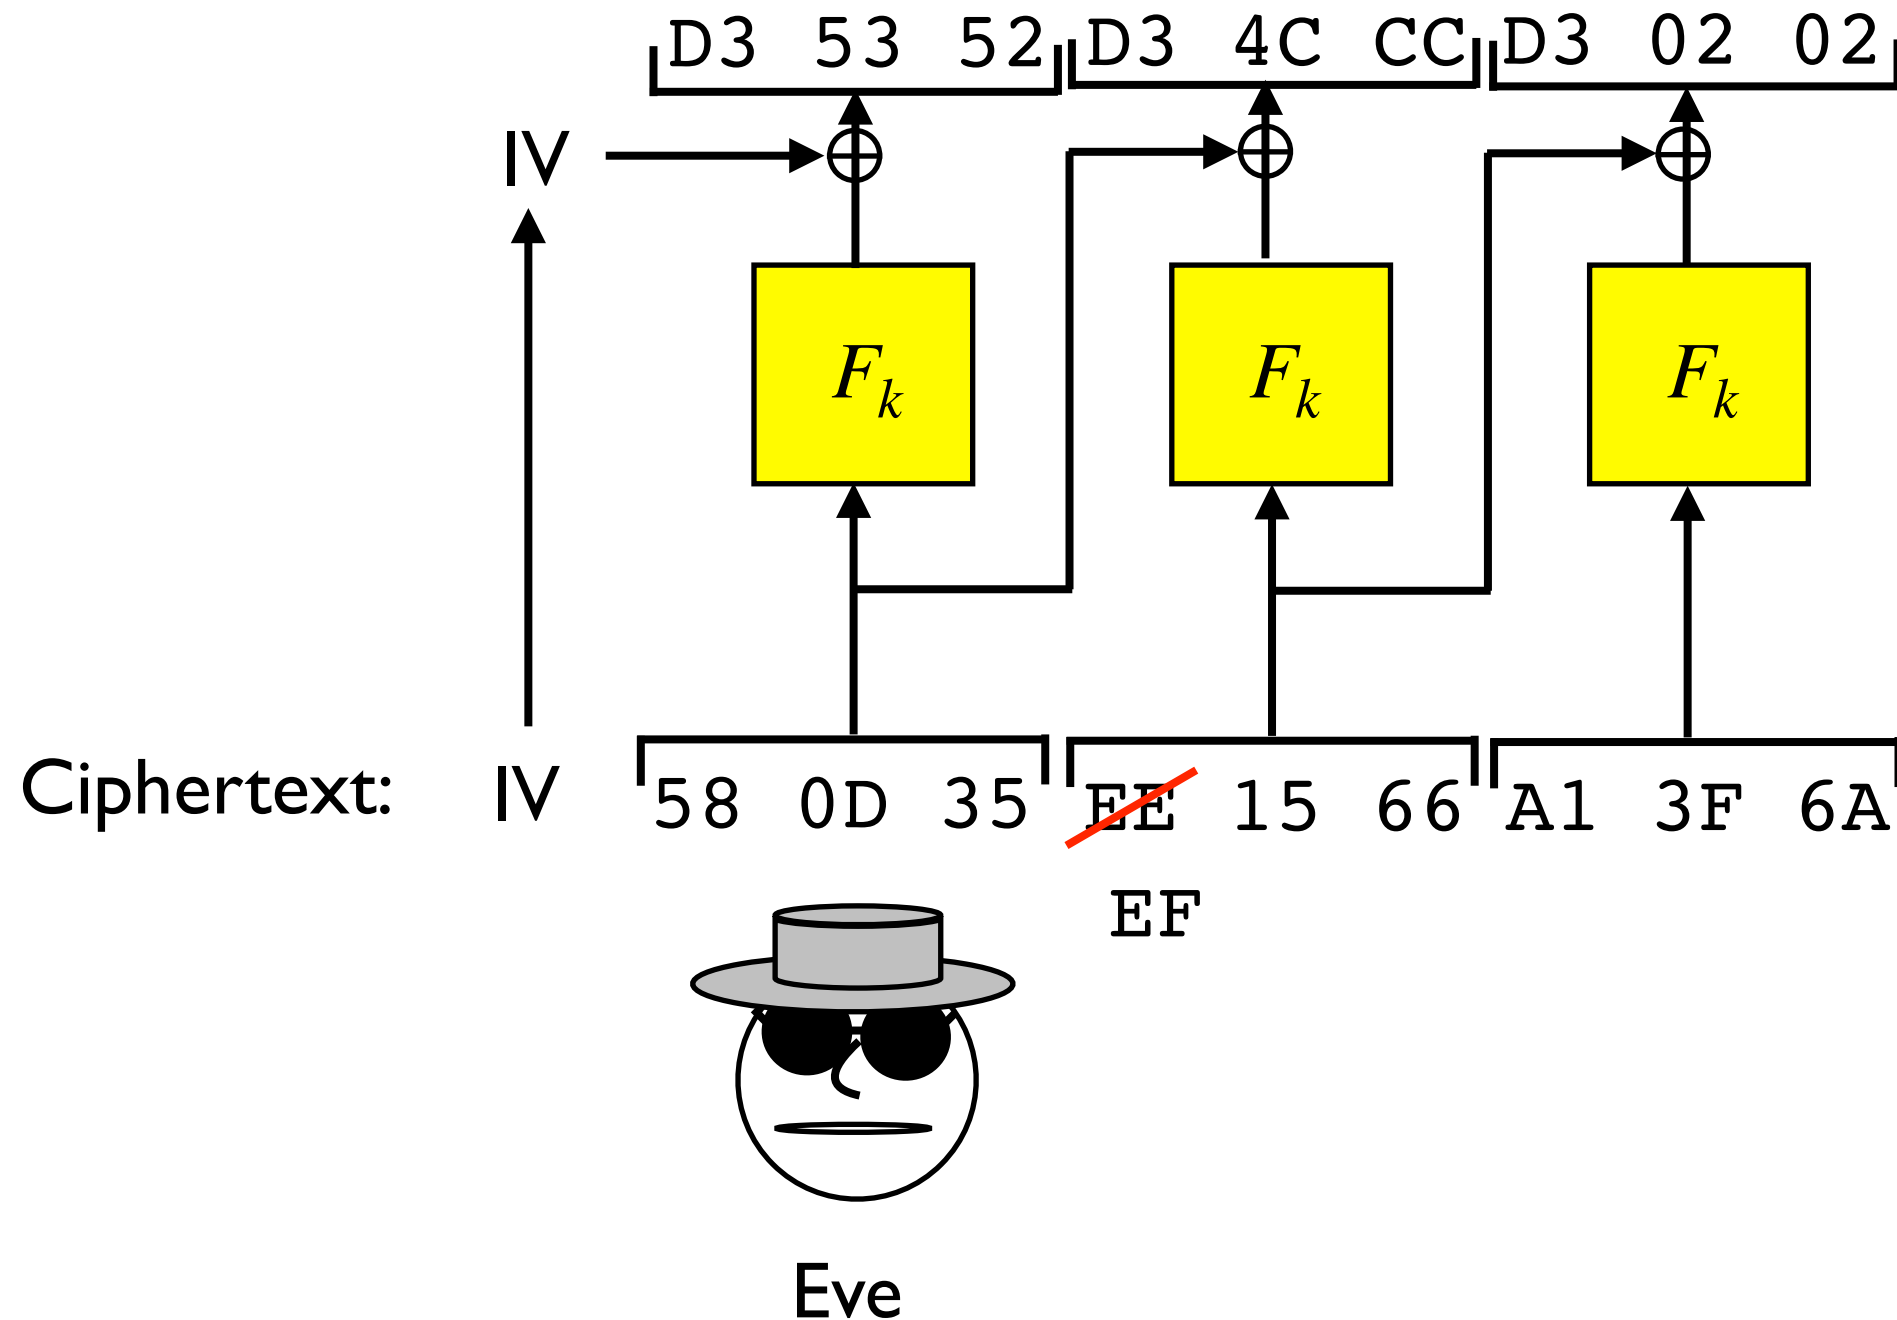 D3 53 52 D3 4C CC D3 02 02
IV
Fk Fk Fk
Ciphertext: IV 58 0D 35 EE 15 66 A1 3F 6A
EF
Eve